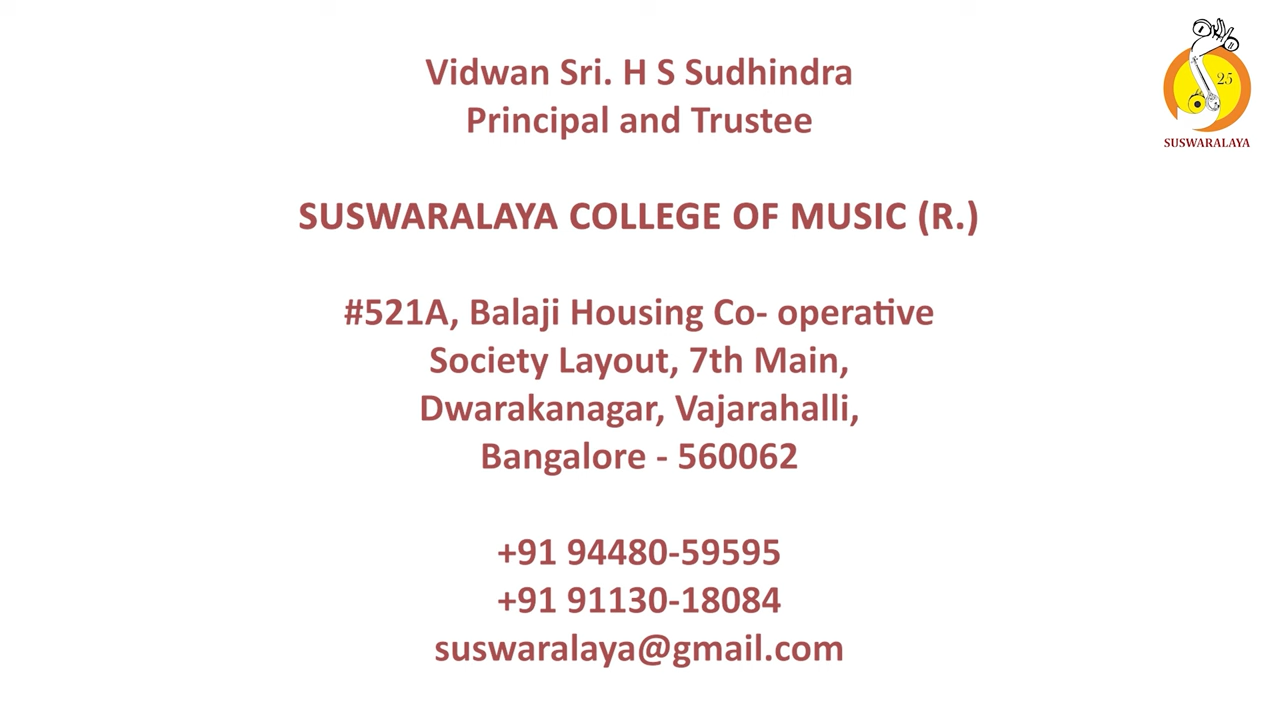 Vidwan Sri. H S Sudhindra
Principal and Trustee
SUSWARALAYA COLLEGE OF MUSIC (R.)
#521A, Balaji Housing Co- operative
Society Layout, 7th Main,
Dwarakanagar, Vajarahalli,
Bangalore - 560062
+91 94480-59595
+91 91130-18084
suswaralaya@gmail.com
25
SUSWARALAYA